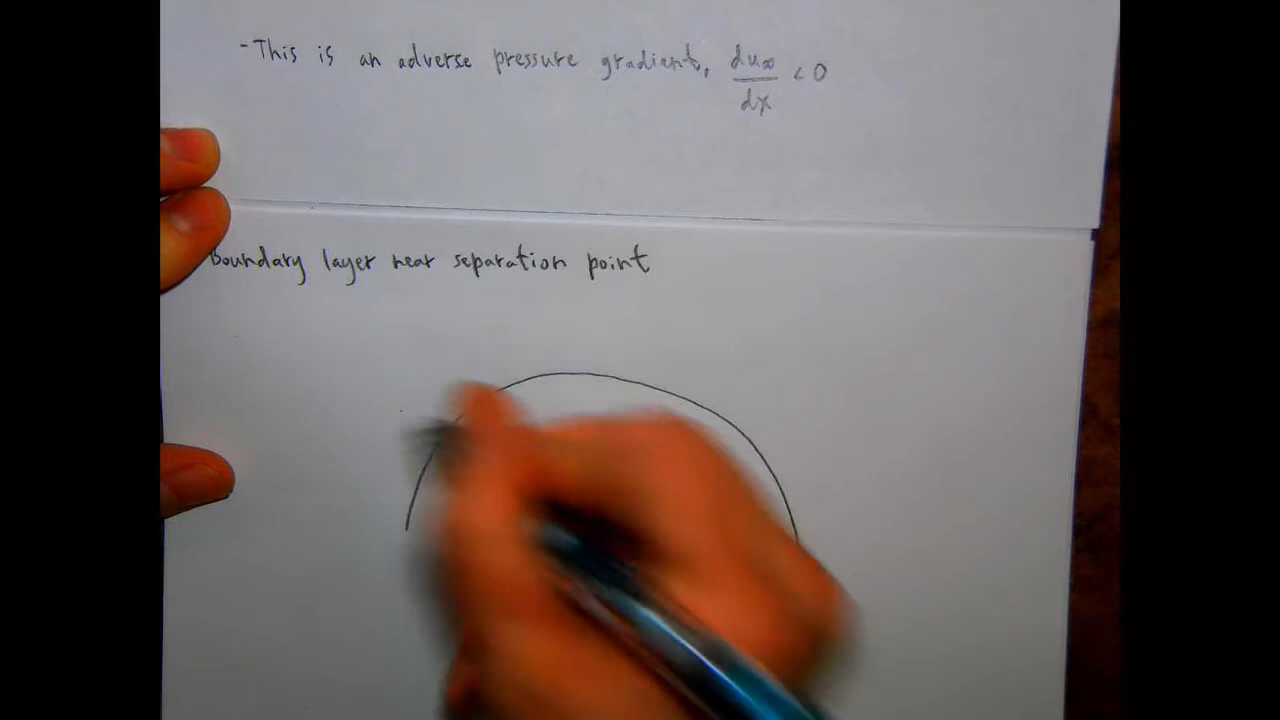 -This is an adverse pressure gradient, du∞/dx < 0
Boundary layer near separation point